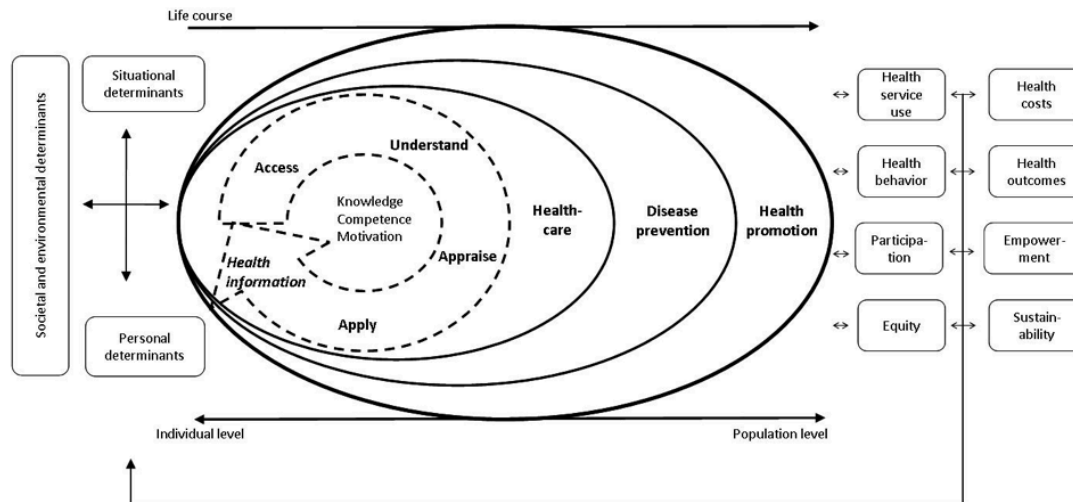 Life course
Societal and environmental determinants
Situational
determinants
Personal
determinants
Access
Understand
Knowledge
Competence
Motivation
Appraise
Health
information
Apply
Health-
care
Disease
prevention
Health
promotion
Health
service
use
Health
costs
Health
behavior
Health
outcomes
Participa-
tion
Empower-
ment
Equity
Sustain-
ability
Individual level
Population level